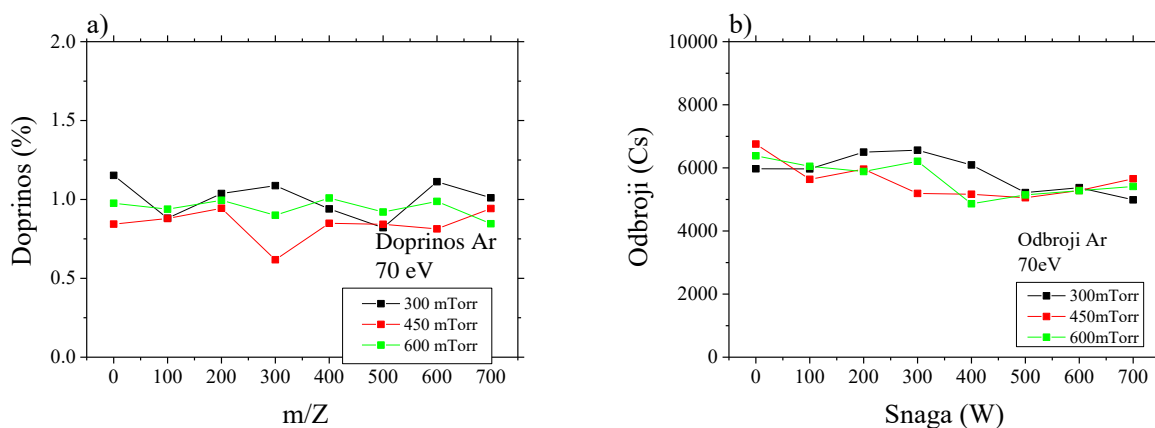 a)
Doprinos (%)
2.0
1.5
1.0
0.5
0.0
Doprinos Ar
70 eV
300 mTorr
450 mTorr
600 mTorr
0 100 200 300 400 500 600 700
m/Z
b)
Odbroji (Cs)
10000
8000
6000
4000
2000
0
Odbroji Ar
70eV
300mTorr
450mTorr
600mTorr
0 100 200 300 400 500 600 700
Snaga (W)